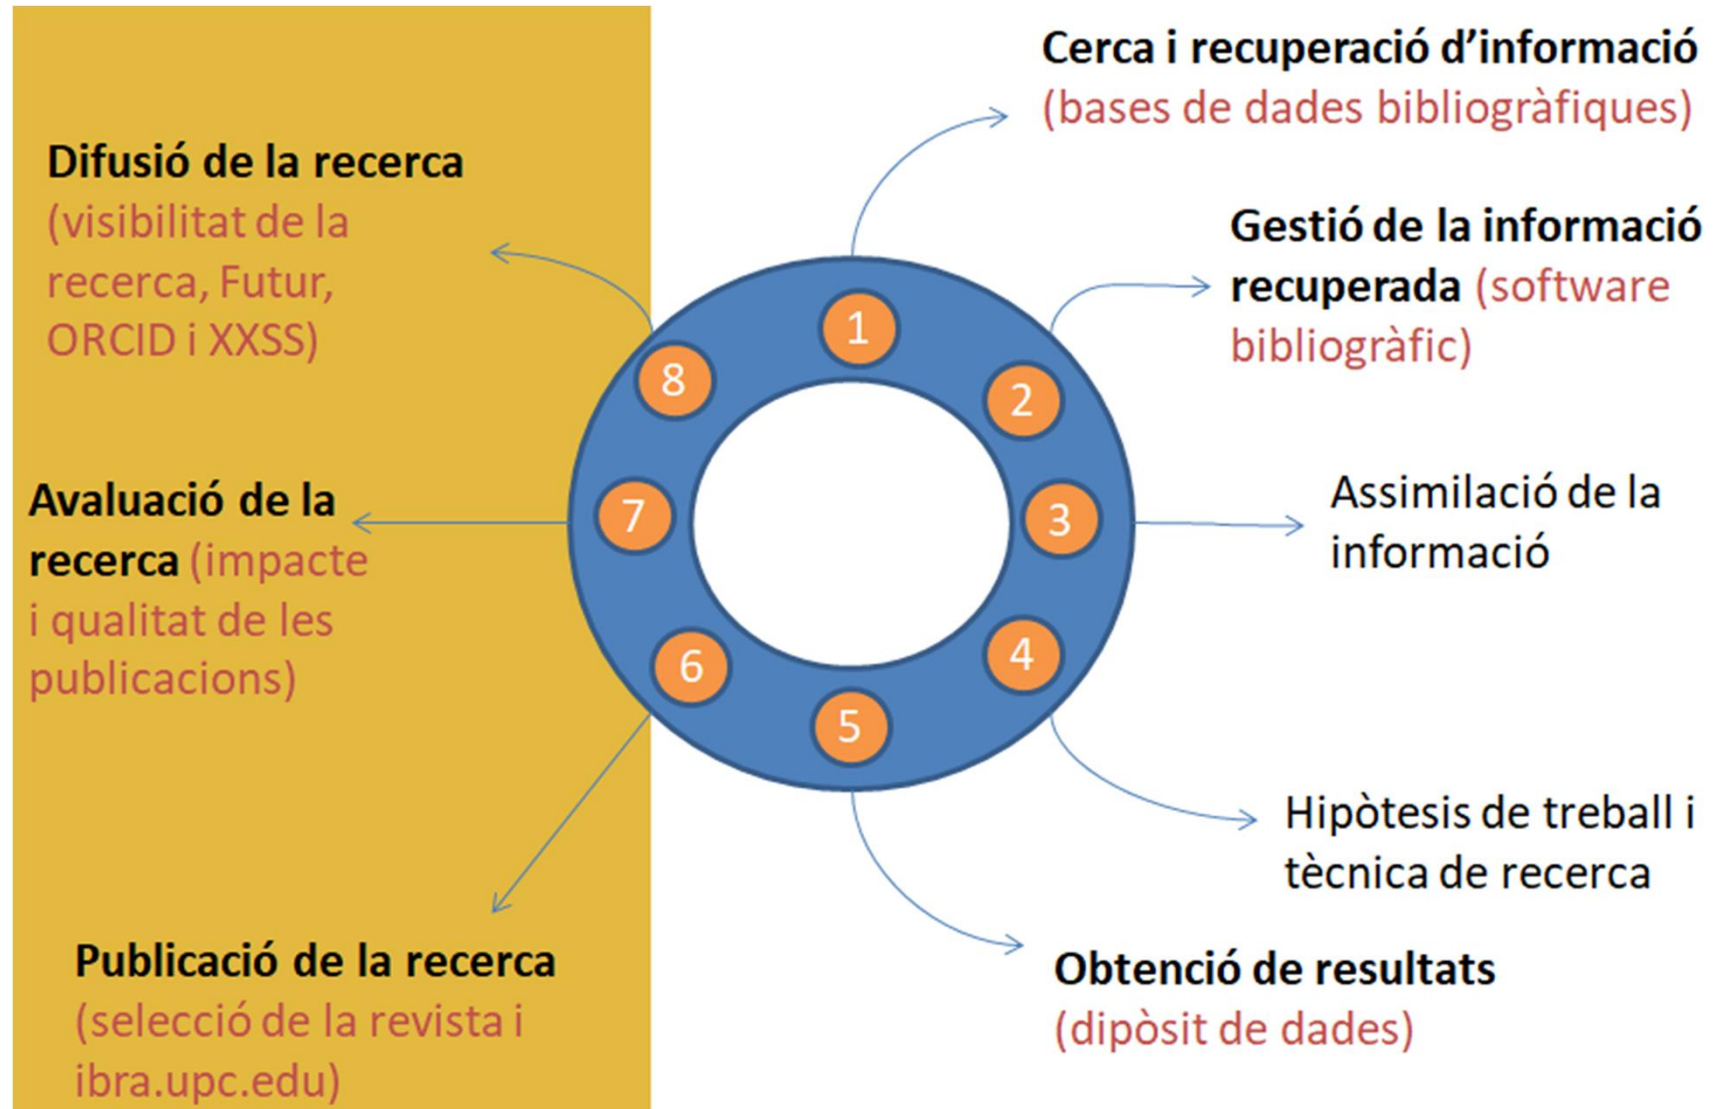 Cerca i recuperació d’informació
(bases de dades bibliogràfiques)
Gestió de la informació
recuperada (software
bibliogràfic)
Assimilació de la
informació
Hipòtesis de treball i
tècnica de recerca
Obtenció de resultats
(dipòsit de dades)
Publicació de la recerca
(selecció de la revista i
ibra.upc.edu)
Avaluació de la
recerca (impacte
i qualitat de les
publicacions)
Difusió de la recerca
(visibilitat de la
recerca, Futur,
ORCID i XXSS)
1
2
3
4
5
6
7
8